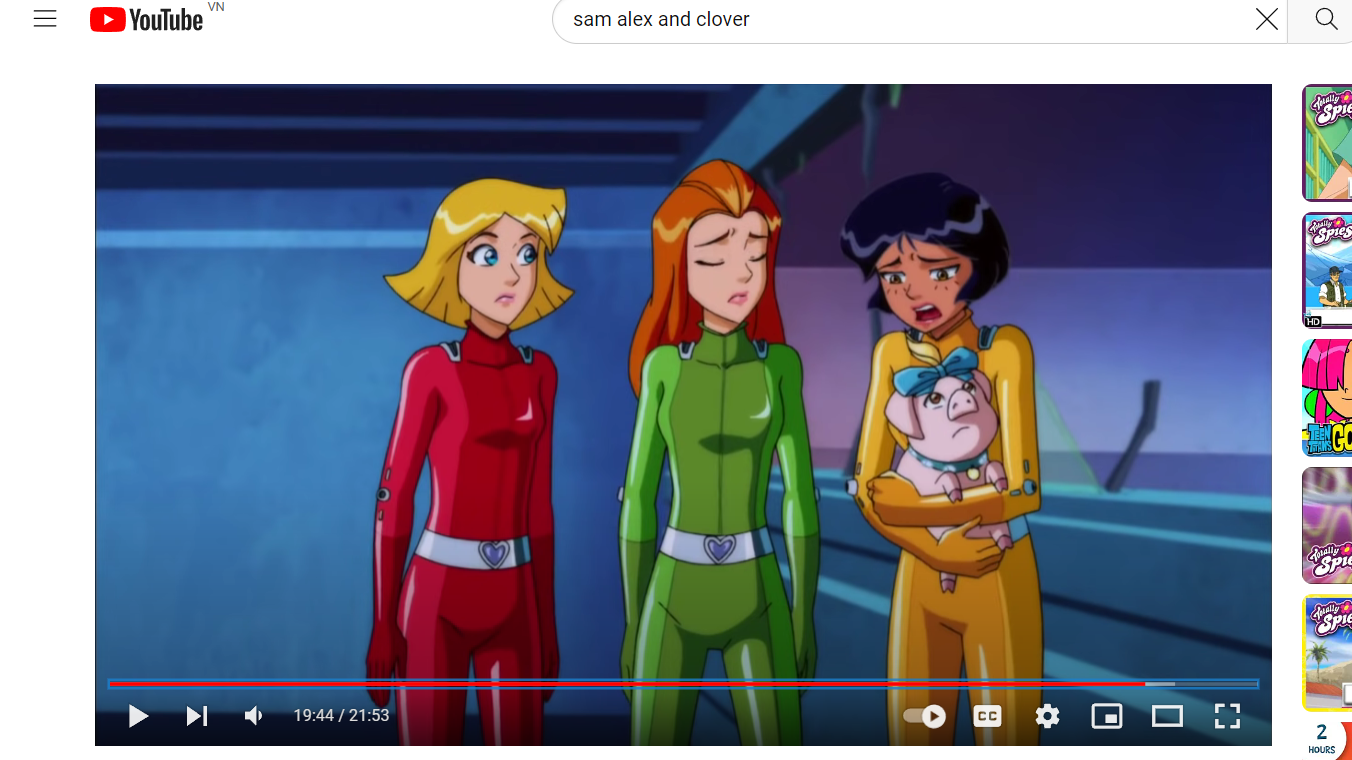 YouTube VN
sam alex and clover
Totally
Spies
Totally
Spies
HD
TEEN
TITANS GO
Totally
Spies
Totally
Spies
19:44 / 21:53
CC
2
HOURS